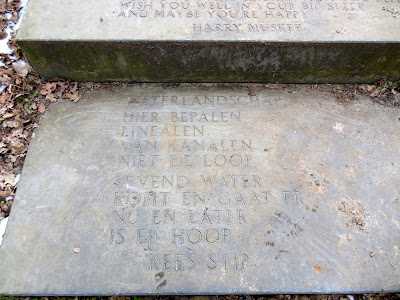 WISH YOU WELL IN YOUR BIG SLEEP
AND MAYBE YOU'RE HAPPY
HARRY MUSKEE
WATERLANDSCHAP
HIER BEPALEN
LINEALEN
VAN KANALEN
NIET DE LOOP
LEVEND WATER
KOMT EN GAAT ER
NU EN LATER
IS ER HOOP
KEES STIP